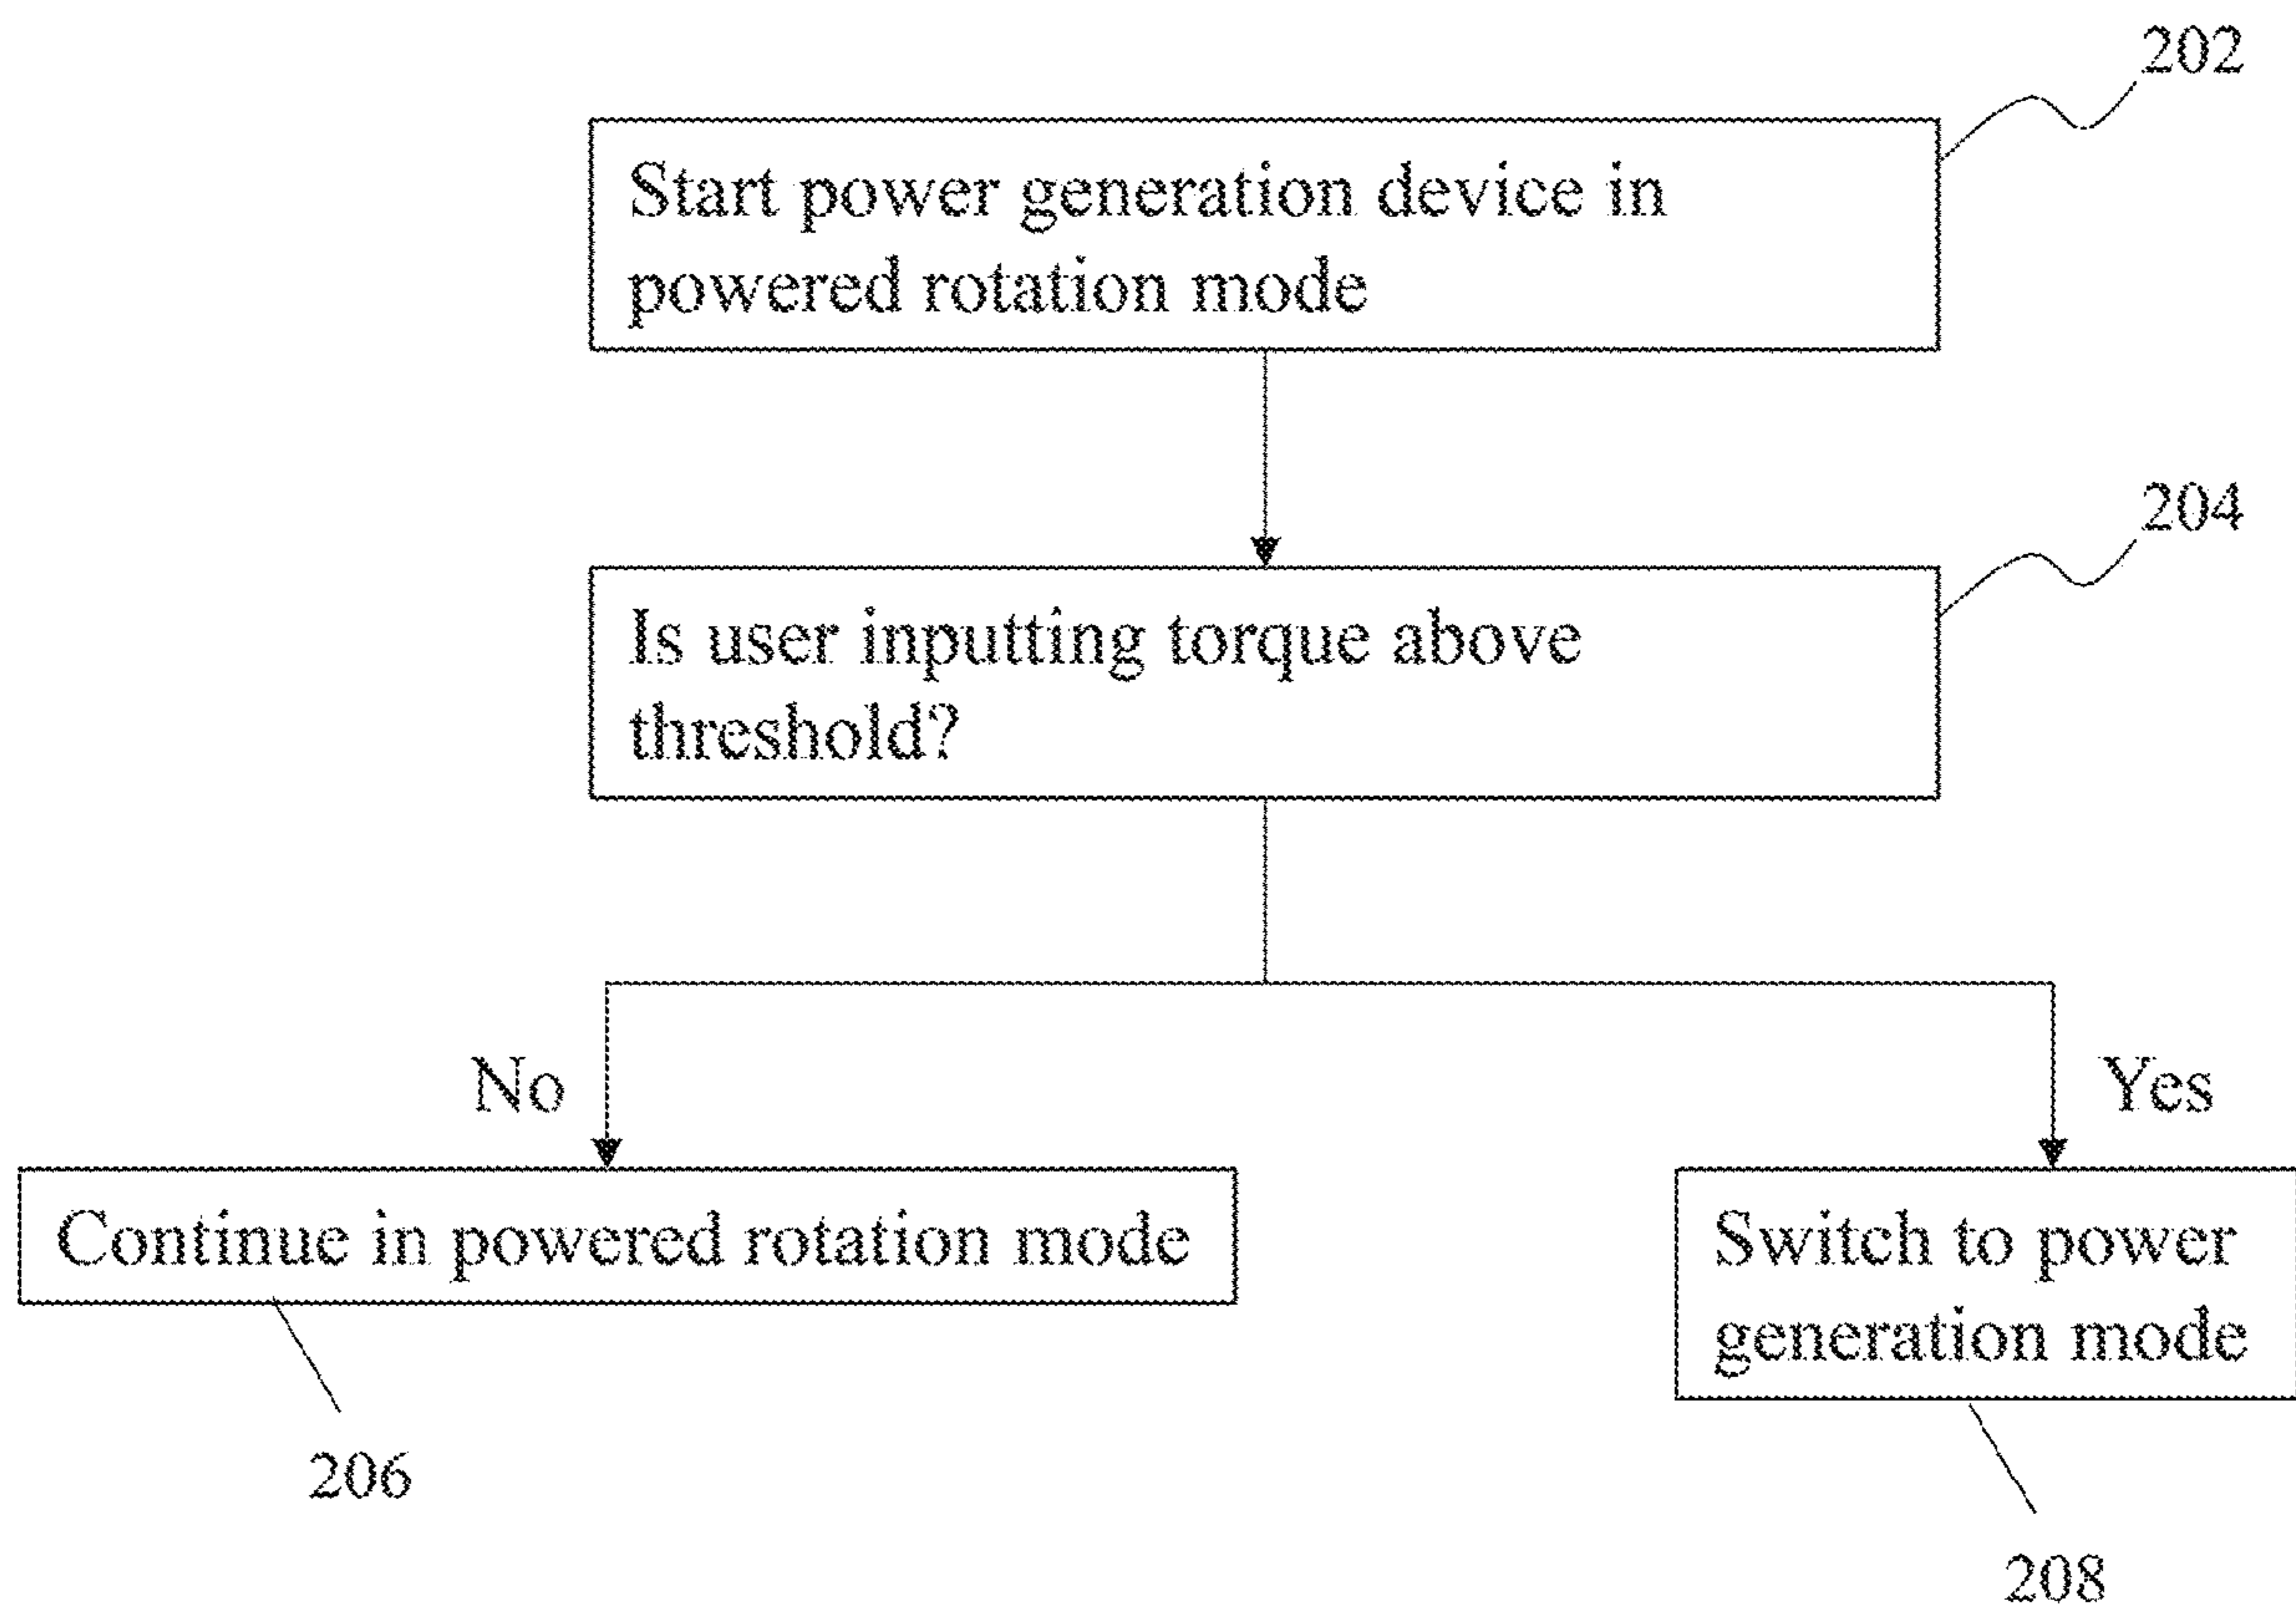 202
Start power generation device in
powered rotation mode
204
Is user inputting torque above
threshold?
No
Yes
Continue in powered rotation mode
Switch to power
generation mode
206
208